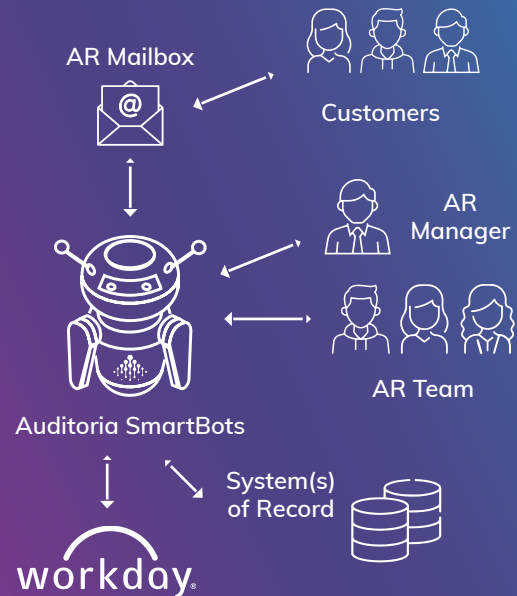 AR Mailbox
@
Customers
AR
Manager
AR Team
Auditoria SmartBots
System(s)
of Record
workday®